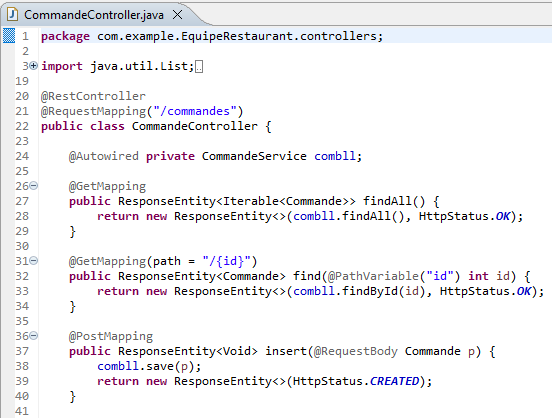 CommandeController.java
1 package com.example.EquipeRestaurant.controllers;
2
3 import java.util.List;
19
20 @RestController
21 @RequestMapping("/commandes")
22 public class CommandeController {
23
24     @Autowired private CommandeService combll;
25
26     @GetMapping
27     public ResponseEntity<Iterable<Commande>> findAll() {
28         return new ResponseEntity<>(combll.findAll(), HttpStatus.OK);
29     }
30
31     @GetMapping(path = "/{id}")
32     public ResponseEntity<Commande> find(@PathVariable("id") int id) {
33         return new ResponseEntity<>(combll.findById(id), HttpStatus.OK);
34     }
35
36     @PostMapping
37     public ResponseEntity<Void> insert(@RequestBody Commande p) {
38         combll.save(p);
39         return new ResponseEntity<>(HttpStatus.CREATED);
40     }
41